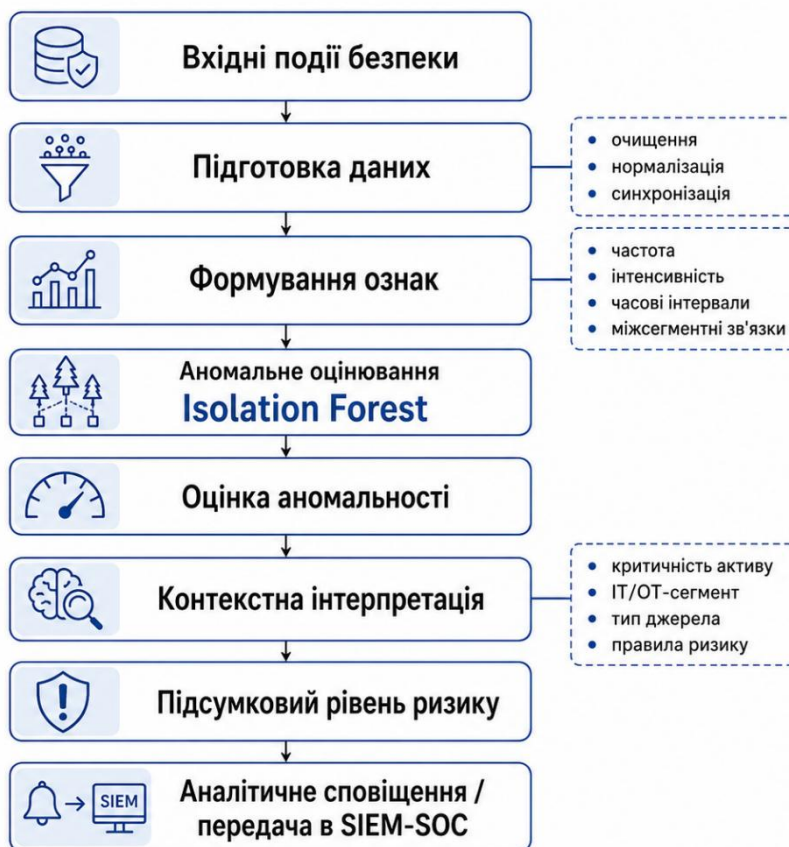 Вхідні події безпеки
Підготовка даних
• очищення
• нормалізація
• синхронізація
Формування ознак
• частота
• інтенсивність
• часові інтервали
• міжсегментні зв'язки
Аномальне оцінювання
Isolation Forest
Оцінка аномальності
Контекстна інтерпретація
• критичність активу
• ІТ/ОТ-сегмент
• тип джерела
• правила ризику
Підсумковий рівень ризику
SIEM
Аналітичне сповіщення /
передача в SIEM-SOC